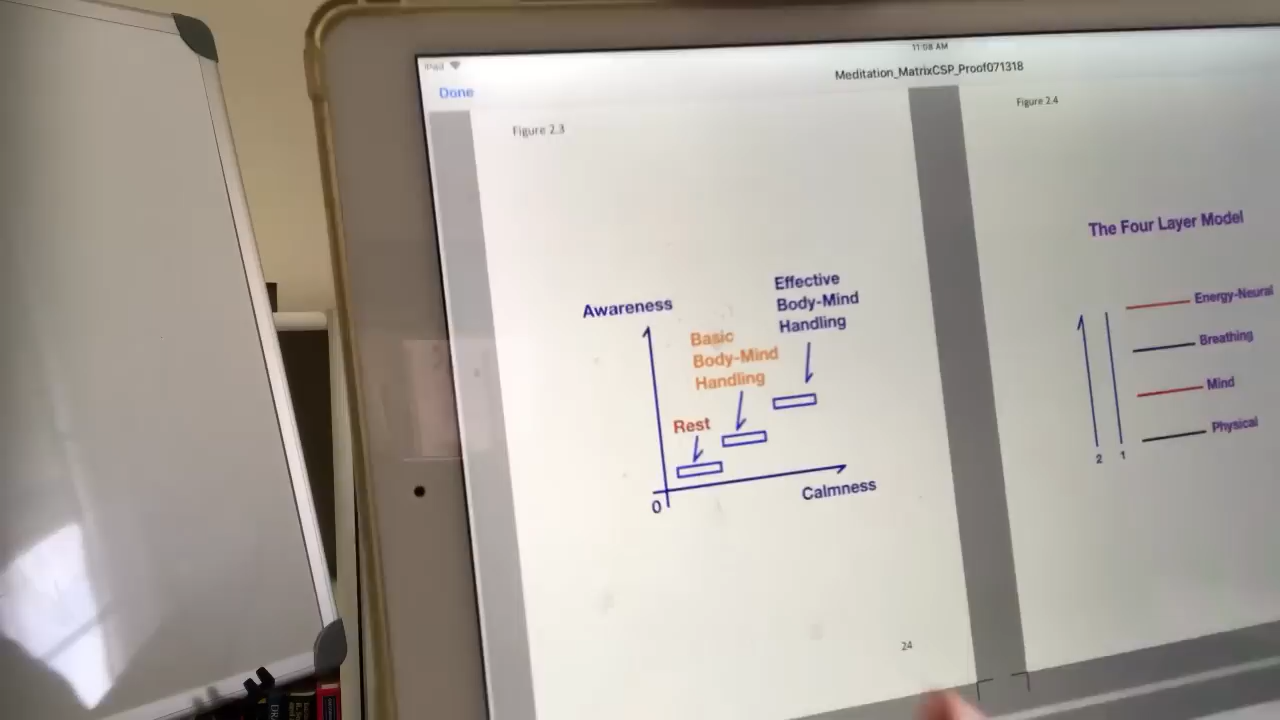 iPad
11:08 AM
Done
Meditation_MatrixCSP_Proof071318
Figure 2.3
Awareness
Basic
Body-Mind
Handling
Effective
Body-Mind
Handling
Rest
0
Calmness
24
Figure 2.4
The Four Layer Model
Energy-Neural
Breathing
Mind
Physical
2 1